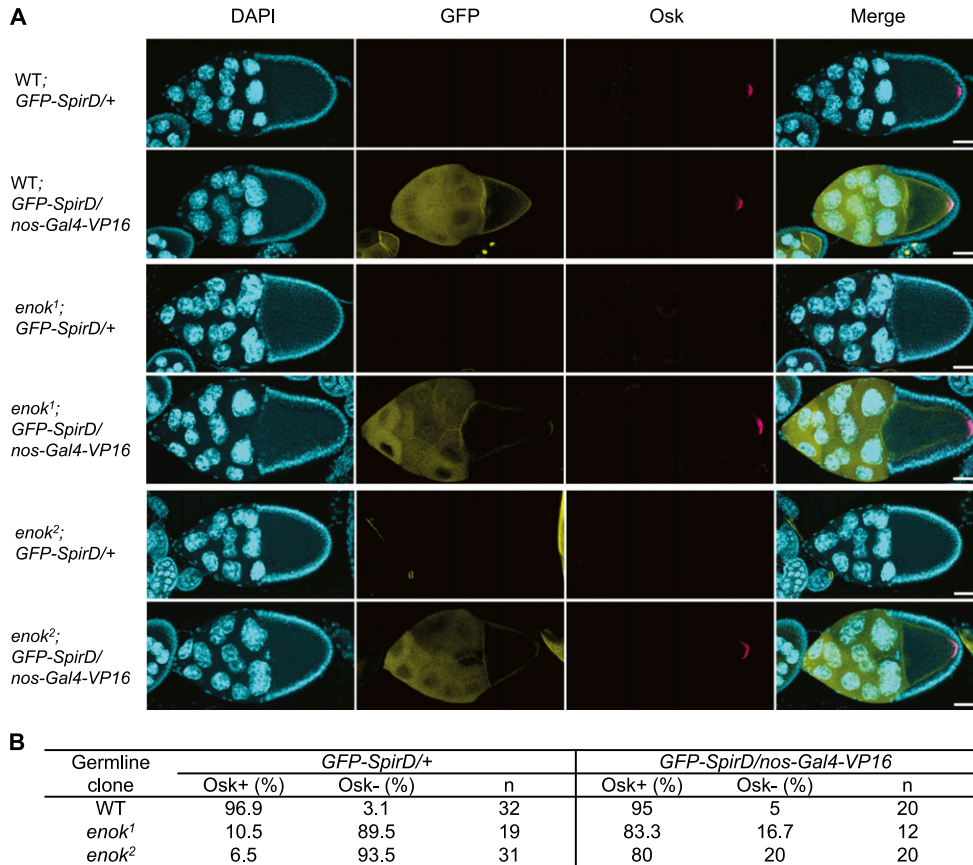 A
DAPI GFP Osk Merge
WT;
GFP-SpirD/+
WT;
GFP-SpirD/
nos-Gal4-VP16
enok¹;
GFP-SpirD/+
enok¹;
GFP-SpirD/
nos-Gal4-VP16
enok²;
GFP-SpirD/+
enok²;
GFP-SpirD/
nos-Gal4-VP16
B
Germline clone GFP-SpirD/+ GFP-SpirD/nos-Gal4-VP16
Osk+ (%) Osk- (%) n Osk+ (%) Osk- (%) n
WT 96.9 3.1 32 95 5 20
enok¹ 10.5 89.5 19 83.3 16.7 12
enok² 6.5 93.5 31 80 20 20